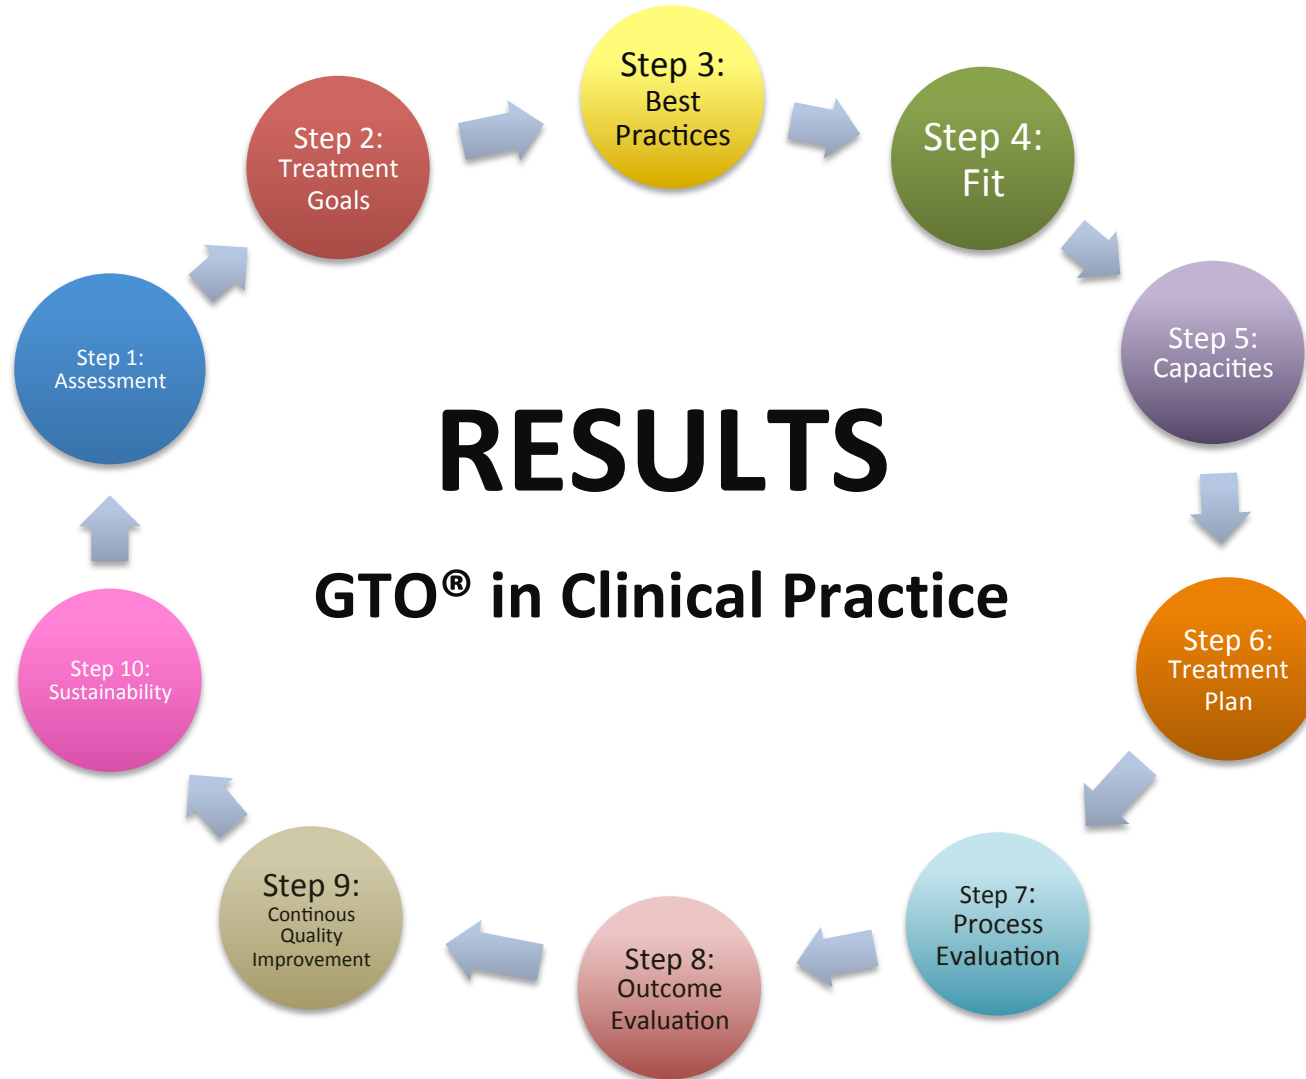 Step 1:
Assessment
Step 2:
Treatment
Goals
Step 3:
Best
Practices
Step 4:
Fit
Step 5:
Capacities
Step 6:
Treatment
Plan
Step 7:
Process
Evaluation
Step 8:
Outcome
Evaluation
Step 9:
Continous
Quality
Improvement
Step 10:
Sustainability
RESULTS
GTO® in Clinical Practice